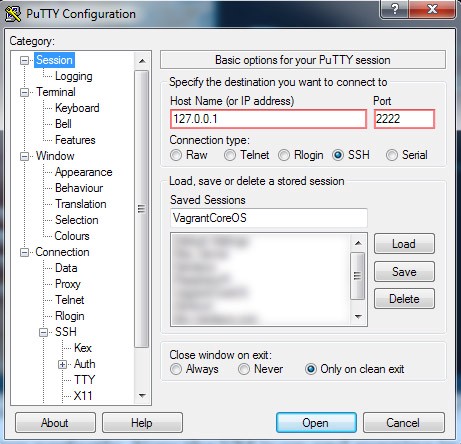 PuTTY Configuration
Category:
Session
Logging
Terminal
Keyboard
Bell
Features
Window
Appearance
Behaviour
Translation
Selection
Colours
Connection
Data
Proxy
Telnet
Rlogin
SSH
Kex
Auth
TTY
X11
Basic options for your PuTTY session
Specify the destination you want to connect to
Host Name (or IP address) Port
127.0.0.1 2222
Connection type:
Raw Telnet Rlogin SSH Serial
Load, save or delete a stored session
Saved Sessions
VagrantCoreOS
Load
Save
Delete
Close window on exit:
Always Never Only on clean exit
About Help Open Cancel